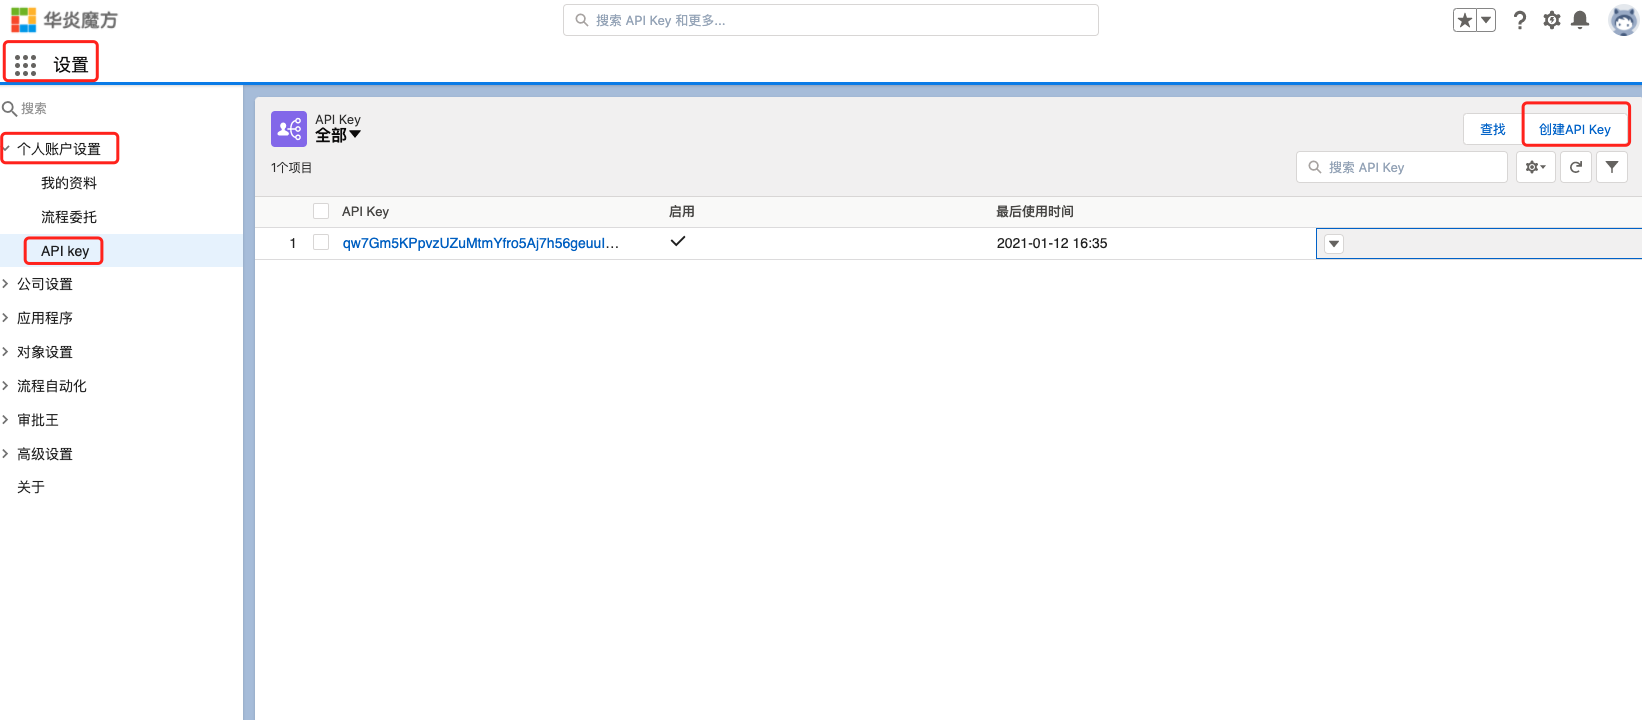 华炎魔方
搜索 API Key 和更多...
设置
搜索
个人账户设置
我的资料
流程委托
API key
公司设置
应用程序
对象设置
流程自动化
审批王
高级设置
关于
API Key
全部
1个项目
查找
创建API Key
搜索 API Key
API Key 启用 最后使用时间
1 qw7Gm5KPpvzUZuMtmYfro5Aj7h56geuuI... 2021-01-12 16:35